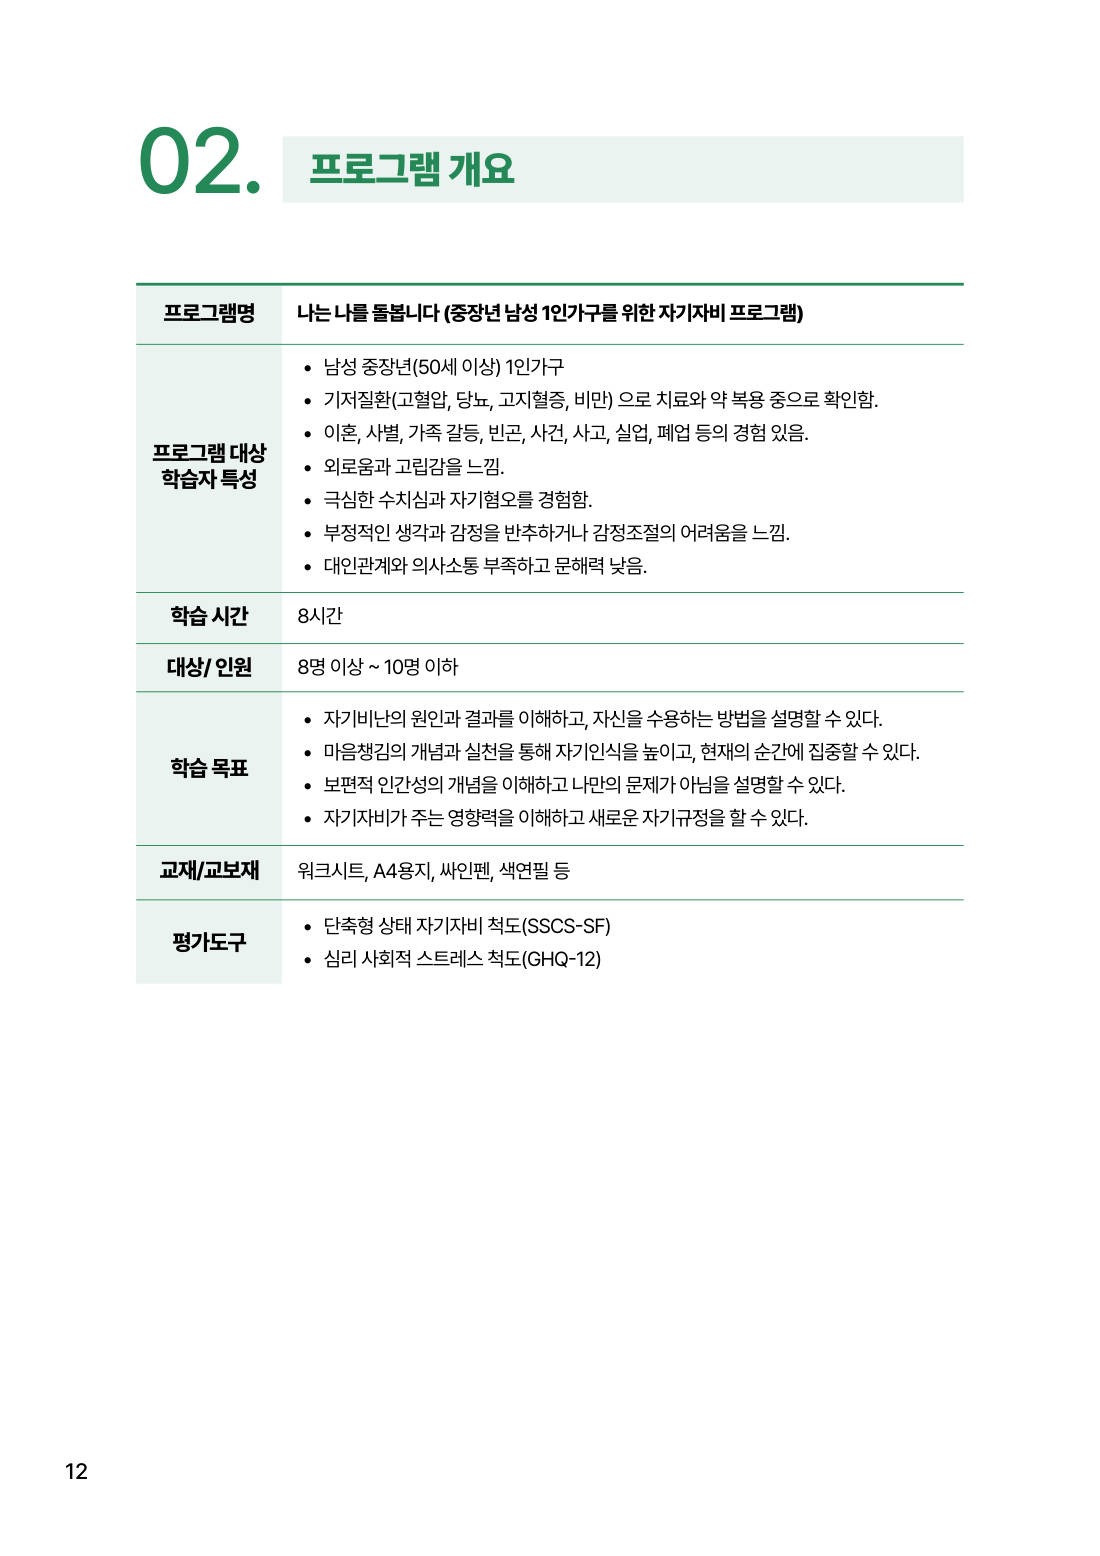 02. 프로그램 개요
프로그램명
나는 나를 돌봅니다 (중장년 남성 1인가구를 위한 자기자비 프로그램)
프로그램 대상
학습자 특성
• 남성 중장년(50세 이상) 1인가구
• 기저질환(고혈압, 당뇨, 고지혈증, 비만) 으로 치료와 약 복용 중으로 확인함.
• 이혼, 사별, 가족 갈등, 빈곤, 사건, 사고, 실업, 폐업 등의 경험 있음.
• 외로움과 고립감을 느낌.
• 극심한 수치심과 자기혐오를 경험함.
• 부정적인 생각과 감정을 반추하거나 감정조절의 어려움을 느낌.
• 대인관계와 의사소통 부족하고 문해력 낮음.
학습 시간
8시간
대상/ 인원
8명 이상 ~ 10명 이하
학습 목표
• 자기비난의 원인과 결과를 이해하고, 자신을 수용하는 방법을 설명할 수 있다.
• 마음챙김의 개념과 실천을 통해 자기인식을 높이고, 현재의 순간에 집중할 수 있다.
• 보편적 인간성의 개념을 이해하고 나만의 문제가 아님을 설명할 수 있다.
• 자기자비가 주는 영향력을 이해하고 새로운 자기규정을 할 수 있다.
교재/교보재
워크시트, A4용지, 싸인펜, 색연필 등
평가도구
• 단축형 상태 자기자비 척도(SSCS-SF)
• 심리 사회적 스트레스 척도(GHQ-12)
12